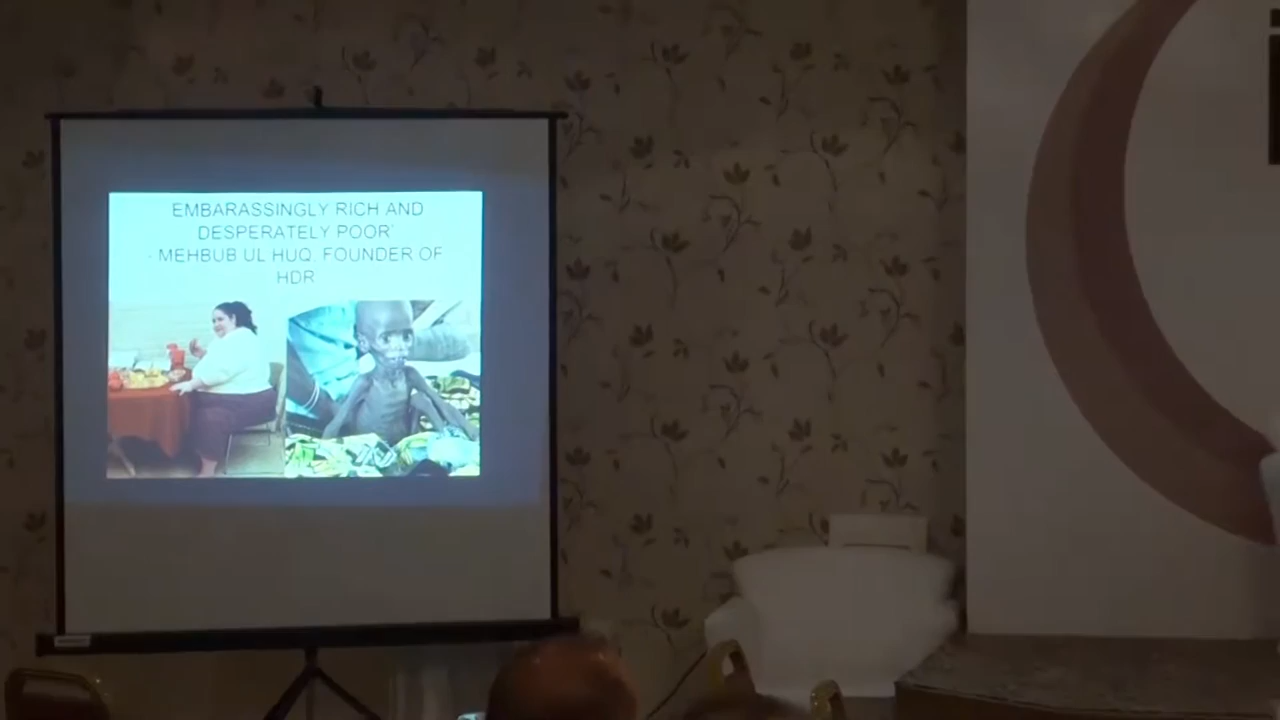 EMBARASSINGLY RICH AND
DESPERATELY POOR'
- MEHBUB UL HUQ. FOUNDER OF
HDR